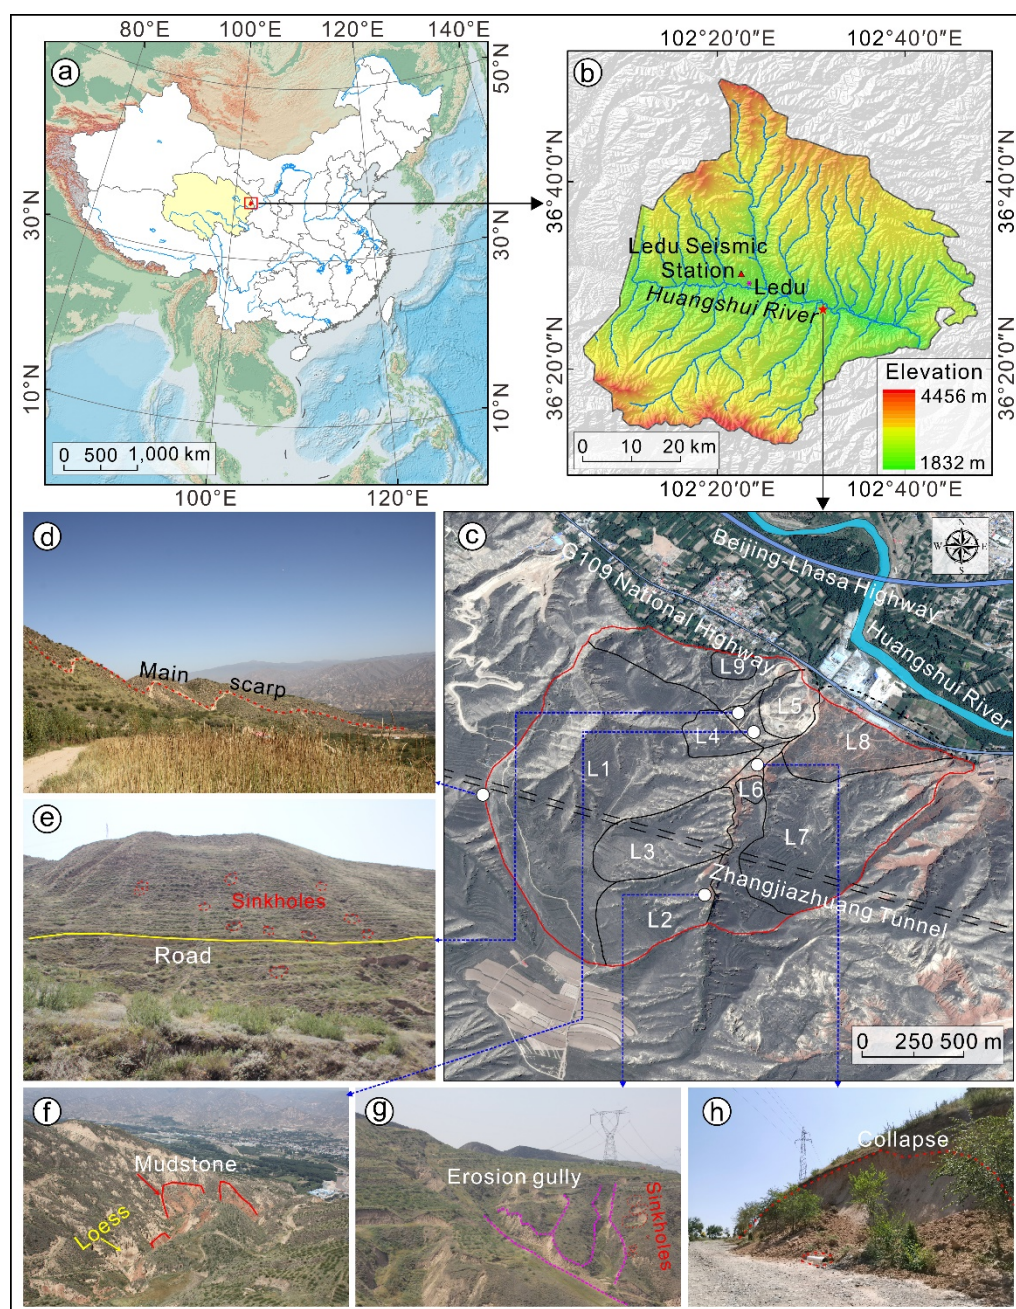 80°E 100°E 120°E 140°E
a
50°N
40°N
30°N
30°N
10°N
10°N
0 500 1,000 km
100°E 120°E
102°20′0″E 102°40′0″E
b
36°40′0″N
36°40′0″N
Ledu Seismic
Station
Ledu
Huangshui River
36°20′0″N
36°20′0″N
Elevation
4456 m
1832 m
0 10 20 km
102°20′0″E 102°40′0″E
c
N
W E
S
G109 National Highway
Beijing-Lhasa Highway
Huangshui River
L9
L5
L4
L8
L1
L6
L3
L7
L2
Zhangjiazhuang Tunnel
0 250 500 m
d
Main scarp
e
Sinkholes
Road
f
Mudstone
Loess
g
Erosion gully
Sinkholes
h
Collapse